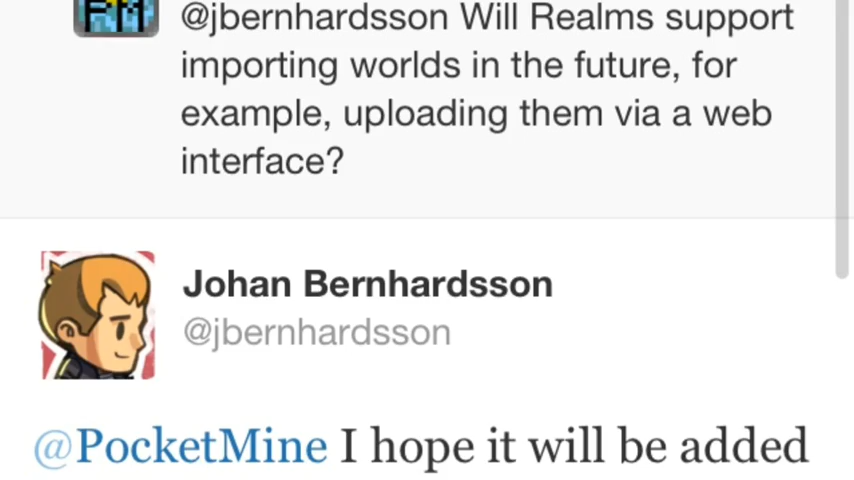 PM
@jbernhardsson Will Realms support
importing worlds in the future, for
example, uploading them via a web
interface?
Johan Bernhardsson
@jbernhardsson
@PocketMine I hope it will be added